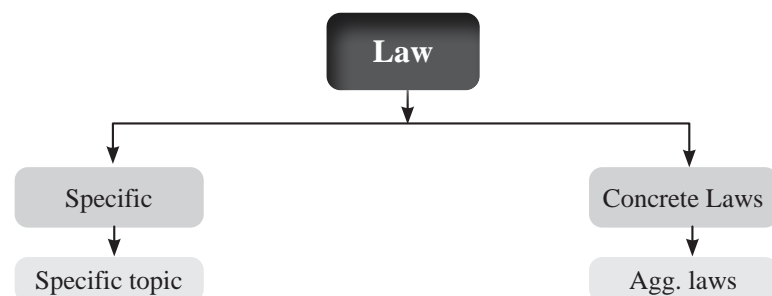 Law
Specific
Concrete Laws
Specific topic
Agg. laws